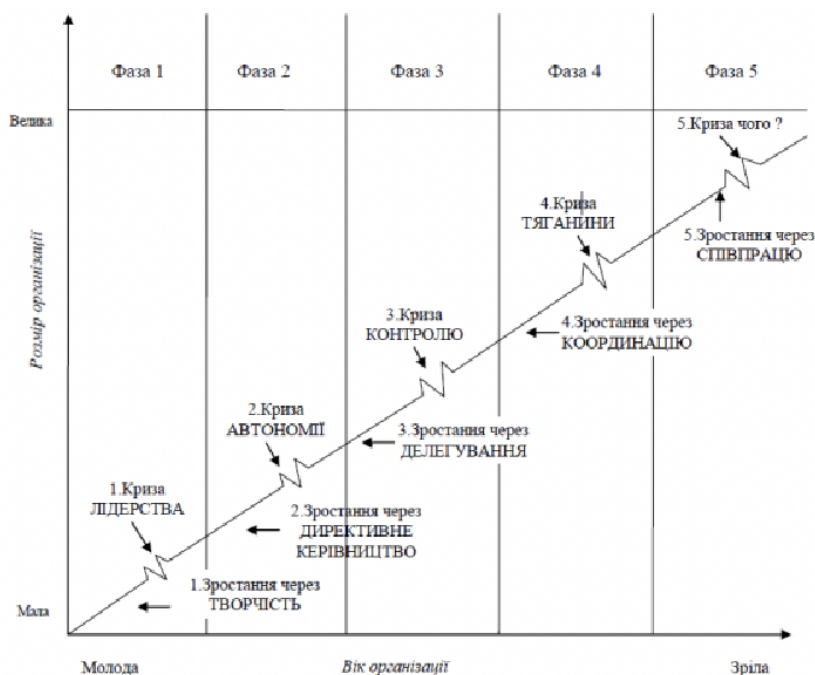 Фаза 1
Фаза 2
Фаза 3
Фаза 4
Фаза 5
Велика
5.Криза чого ?
4.Криза
ТЯГАНИНИ
5.Зростання через
СПІВПРАЦЮ
Розмір організації
3.Криза
КОНТРОЛЮ
4.Зростання через
КООРДИНАЦІЮ
2.Криза
АВТОНОМІЇ
3.Зростання через
ДЕЛЕГУВАННЯ
1.Криза
ЛІДЕРСТВА
2.Зростання через
ДИРЕКТИВНЕ
КЕРІВНИЦТВО
1.Зростання через
ТВОРЧІСТЬ
Мала
Молода
Вік організації
Зріла